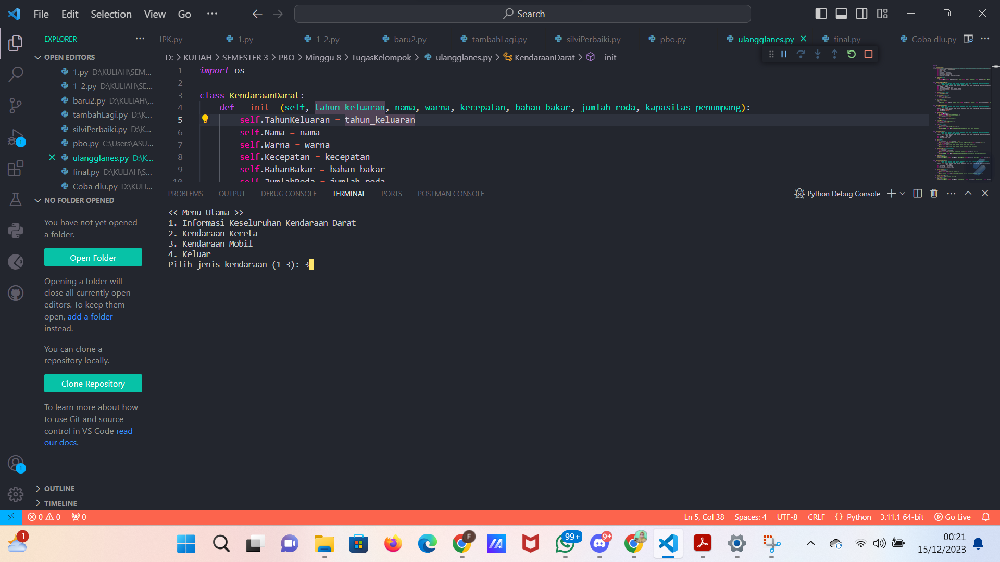 File Edit Selection View Go ... Search
EXPLORER ...
IPK.py 1.py 1_2.py baru2.py tambahLagi.py silviPerbaiki.py pbo.py ulangglanes.py final.py Coba dlu.py ...
OPEN EDITORS
1.py D:\KULIAH\SEM...
1_2.py D:\KULIAH\SE...
baru2.py D:\KULIAH\...
tambahLagi.py D:\K...
silviPerbaiki.py D:\K...
pbo.py C:\Users\ASU...
ulangglanes.py D:\K...
final.py D:\KULIAH\S...
Coba dlu.py D:\KULI...
NO FOLDER OPENED
You have not yet opened
a folder.
Open Folder
Opening a folder will
close all currently open
editors. To keep them
open, add a folder
instead.
You can clone a
repository locally.
Clone Repository
To learn more about how
to use Git and source
control in VS Code read
our docs.
OUTLINE
TIMELINE
D: > KULIAH > SEMESTER 3 > PBO > Minggu 8 > TugasKelompok > ulangglanes.py > KendaraanDarat > __init__
1 import os
2
3 class KendaraanDarat:
4 def __init__(self, tahun_keluaran, nama, warna, kecepatan, bahan_bakar, jumlah_roda, kapasitas_penumpang):
5 self.TahunKeluaran = tahun_keluaran
6 self.Nama = nama
7 self.Warna = warna
8 self.Kecepatan = kecepatan
9 self.BahanBakar = bahan_bakar
10 self.JumlahRoda = jumlah_roda
PROBLEMS OUTPUT DEBUG CONSOLE TERMINAL PORTS POSTMAN CONSOLE Python Debug Console
<< Menu Utama >>
1. Informasi Keseluruhan Kendaraan Darat
2. Kendaraan Kereta
3. Kendaraan Mobil
4. Keluar
Pilih jenis kendaraan (1-3): 3
1
1
0 0 0 Ln 5, Col 38 Spaces: 4 UTF-8 CRLF {} Python 3.11.1 64-bit Go Live
1 F 99+ 9+
00:21
15/12/2023